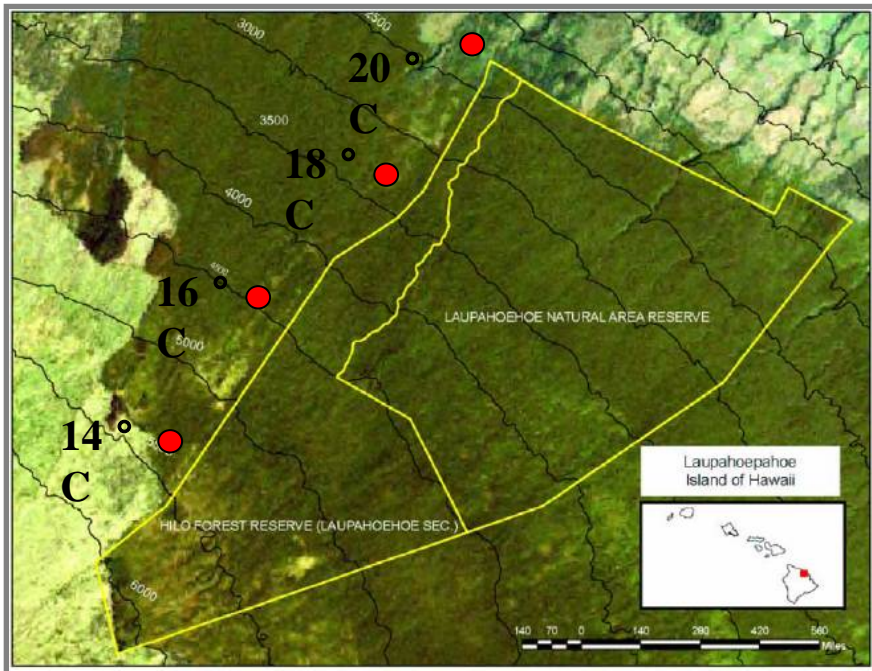 2500
3000
20 °
C
3500
18 °
C
4000
16 °
C
4500
5000
LAUPAHOEHOE NATURAL AREA RESERVE
14 °
C
HILO FOREST RESERVE (LAUPAHOEHOE SEC.)
6000
Laupahoepahoe
Island of Hawaii
140 70 0 140 280 420 560
Miles